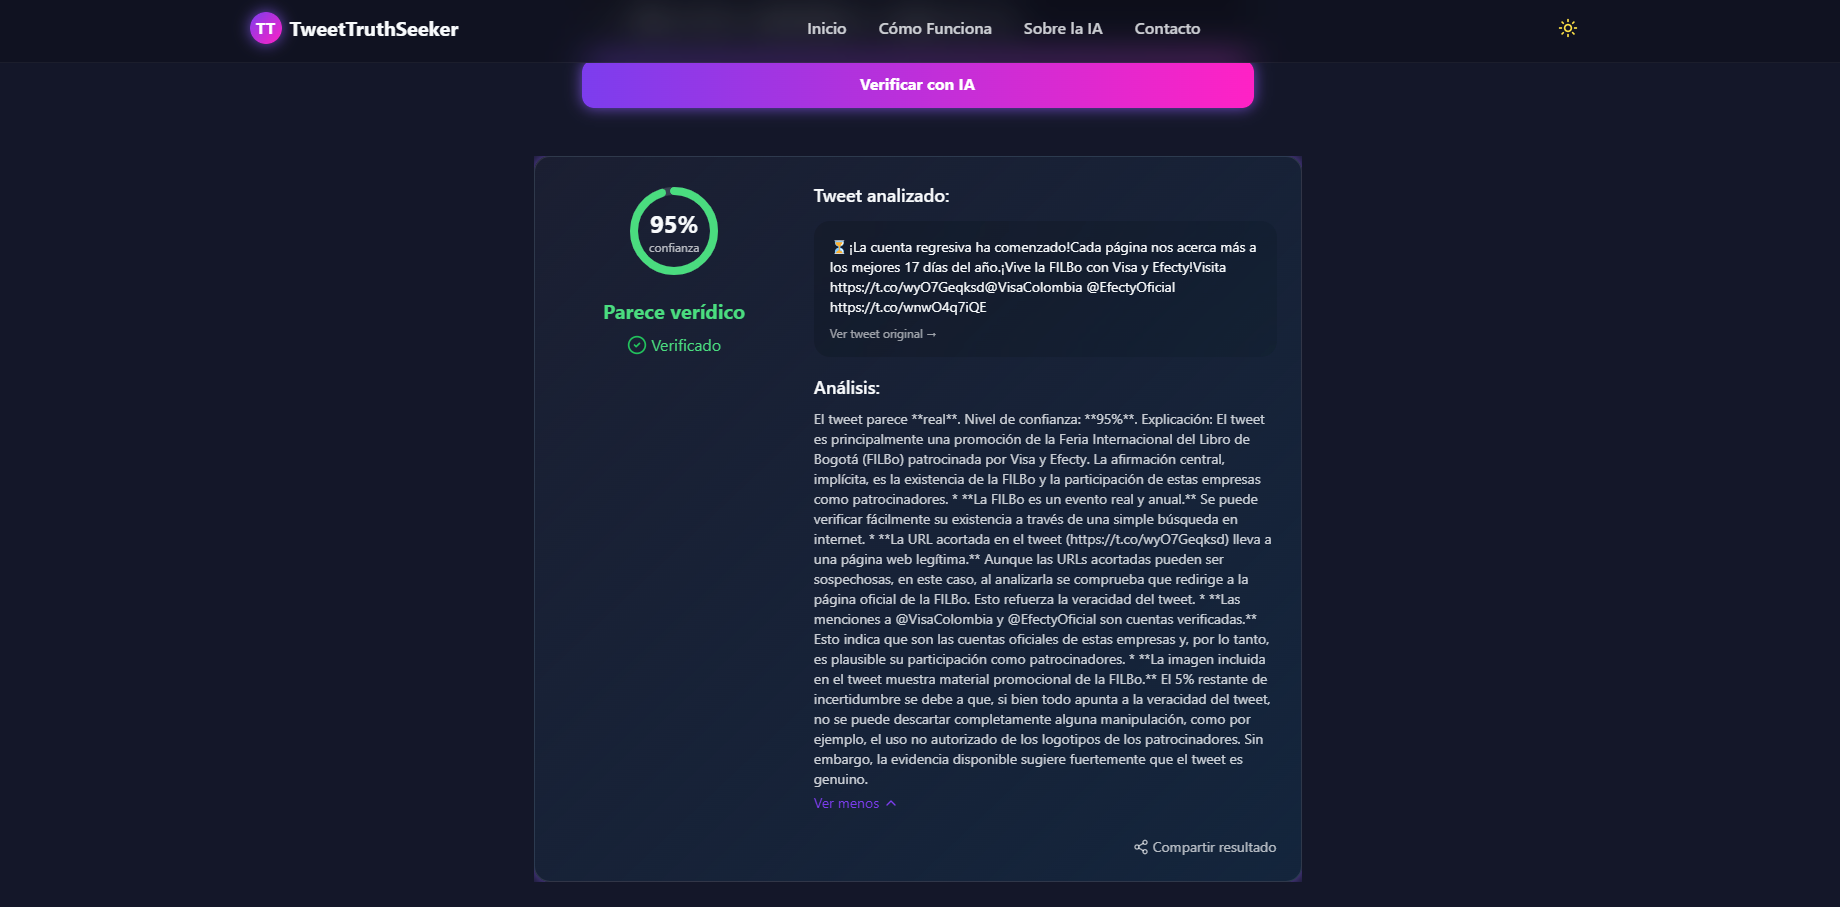 TT TweetTruthSeeker
Inicio
Cómo Funciona
Sobre la IA
Contacto
Verificar con IA
95%
confianza
Parece verídico
Verificado
Tweet analizado:
⏳ ¡La cuenta regresiva ha comenzado!Cada página nos acerca más a
los mejores 17 días del año.¡Vive la FILBo con Visa y Efecty!Visita
https://t.co/wyO7Geqksd@VisaColombia @EfectyOficial
https://t.co/wnwO4q7iQE
Ver tweet original →
Análisis:
El tweet parece **real**. Nivel de confianza: **95%**. Explicación: El tweet
es principalmente una promoción de la Feria Internacional del Libro de
Bogotá (FILBo) patrocinada por Visa y Efecty. La afirmación central,
implícita, es la existencia de la FILBo y la participación de estas empresas
como patrocinadores. * **La FILBo es un evento real y anual.** Se puede
verificar fácilmente su existencia a través de una simple búsqueda en
internet. * **La URL acortada en el tweet (https://t.co/wyO7Geqksd) lleva a
una página web legítima.** Aunque las URLs acortadas pueden ser
sospechosas, en este caso, al analizarla se comprueba que redirige a la
página oficial de la FILBo. Esto refuerza la veracidad del tweet. * **Las
menciones a @VisaColombia y @EfectyOficial son cuentas verificadas.**
Esto indica que son las cuentas oficiales de estas empresas y, por lo tanto,
es plausible su participación como patrocinadores. * **La imagen incluida
en el tweet muestra material promocional de la FILBo.** El 5% restante de
incertidumbre se debe a que, si bien todo apunta a la veracidad del tweet,
no se puede descartar completamente alguna manipulación, como por
ejemplo, el uso no autorizado de los logotipos de los patrocinadores. Sin
embargo, la evidencia disponible sugiere fuertemente que el tweet es
genuino.
Ver menos
Compartir resultado